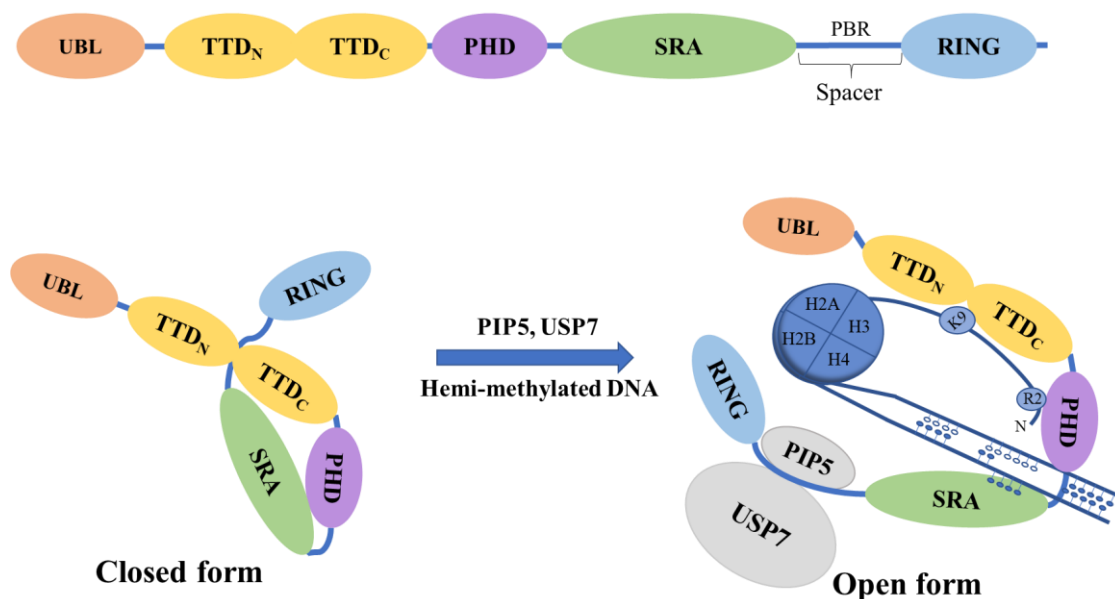 UBL TTDN TTDC PHD SRA PBR RING
Spacer
UBL
RING
TTDN
TTDC
SRA
PHD
Closed form
PIP5, USP7
Hemi-methylated DNA
UBL
TTDN
TTDC
H2A
H3
H2B
H4
K9
R2
N
PHD
RING
PIP5
SRA
USP7
Open form